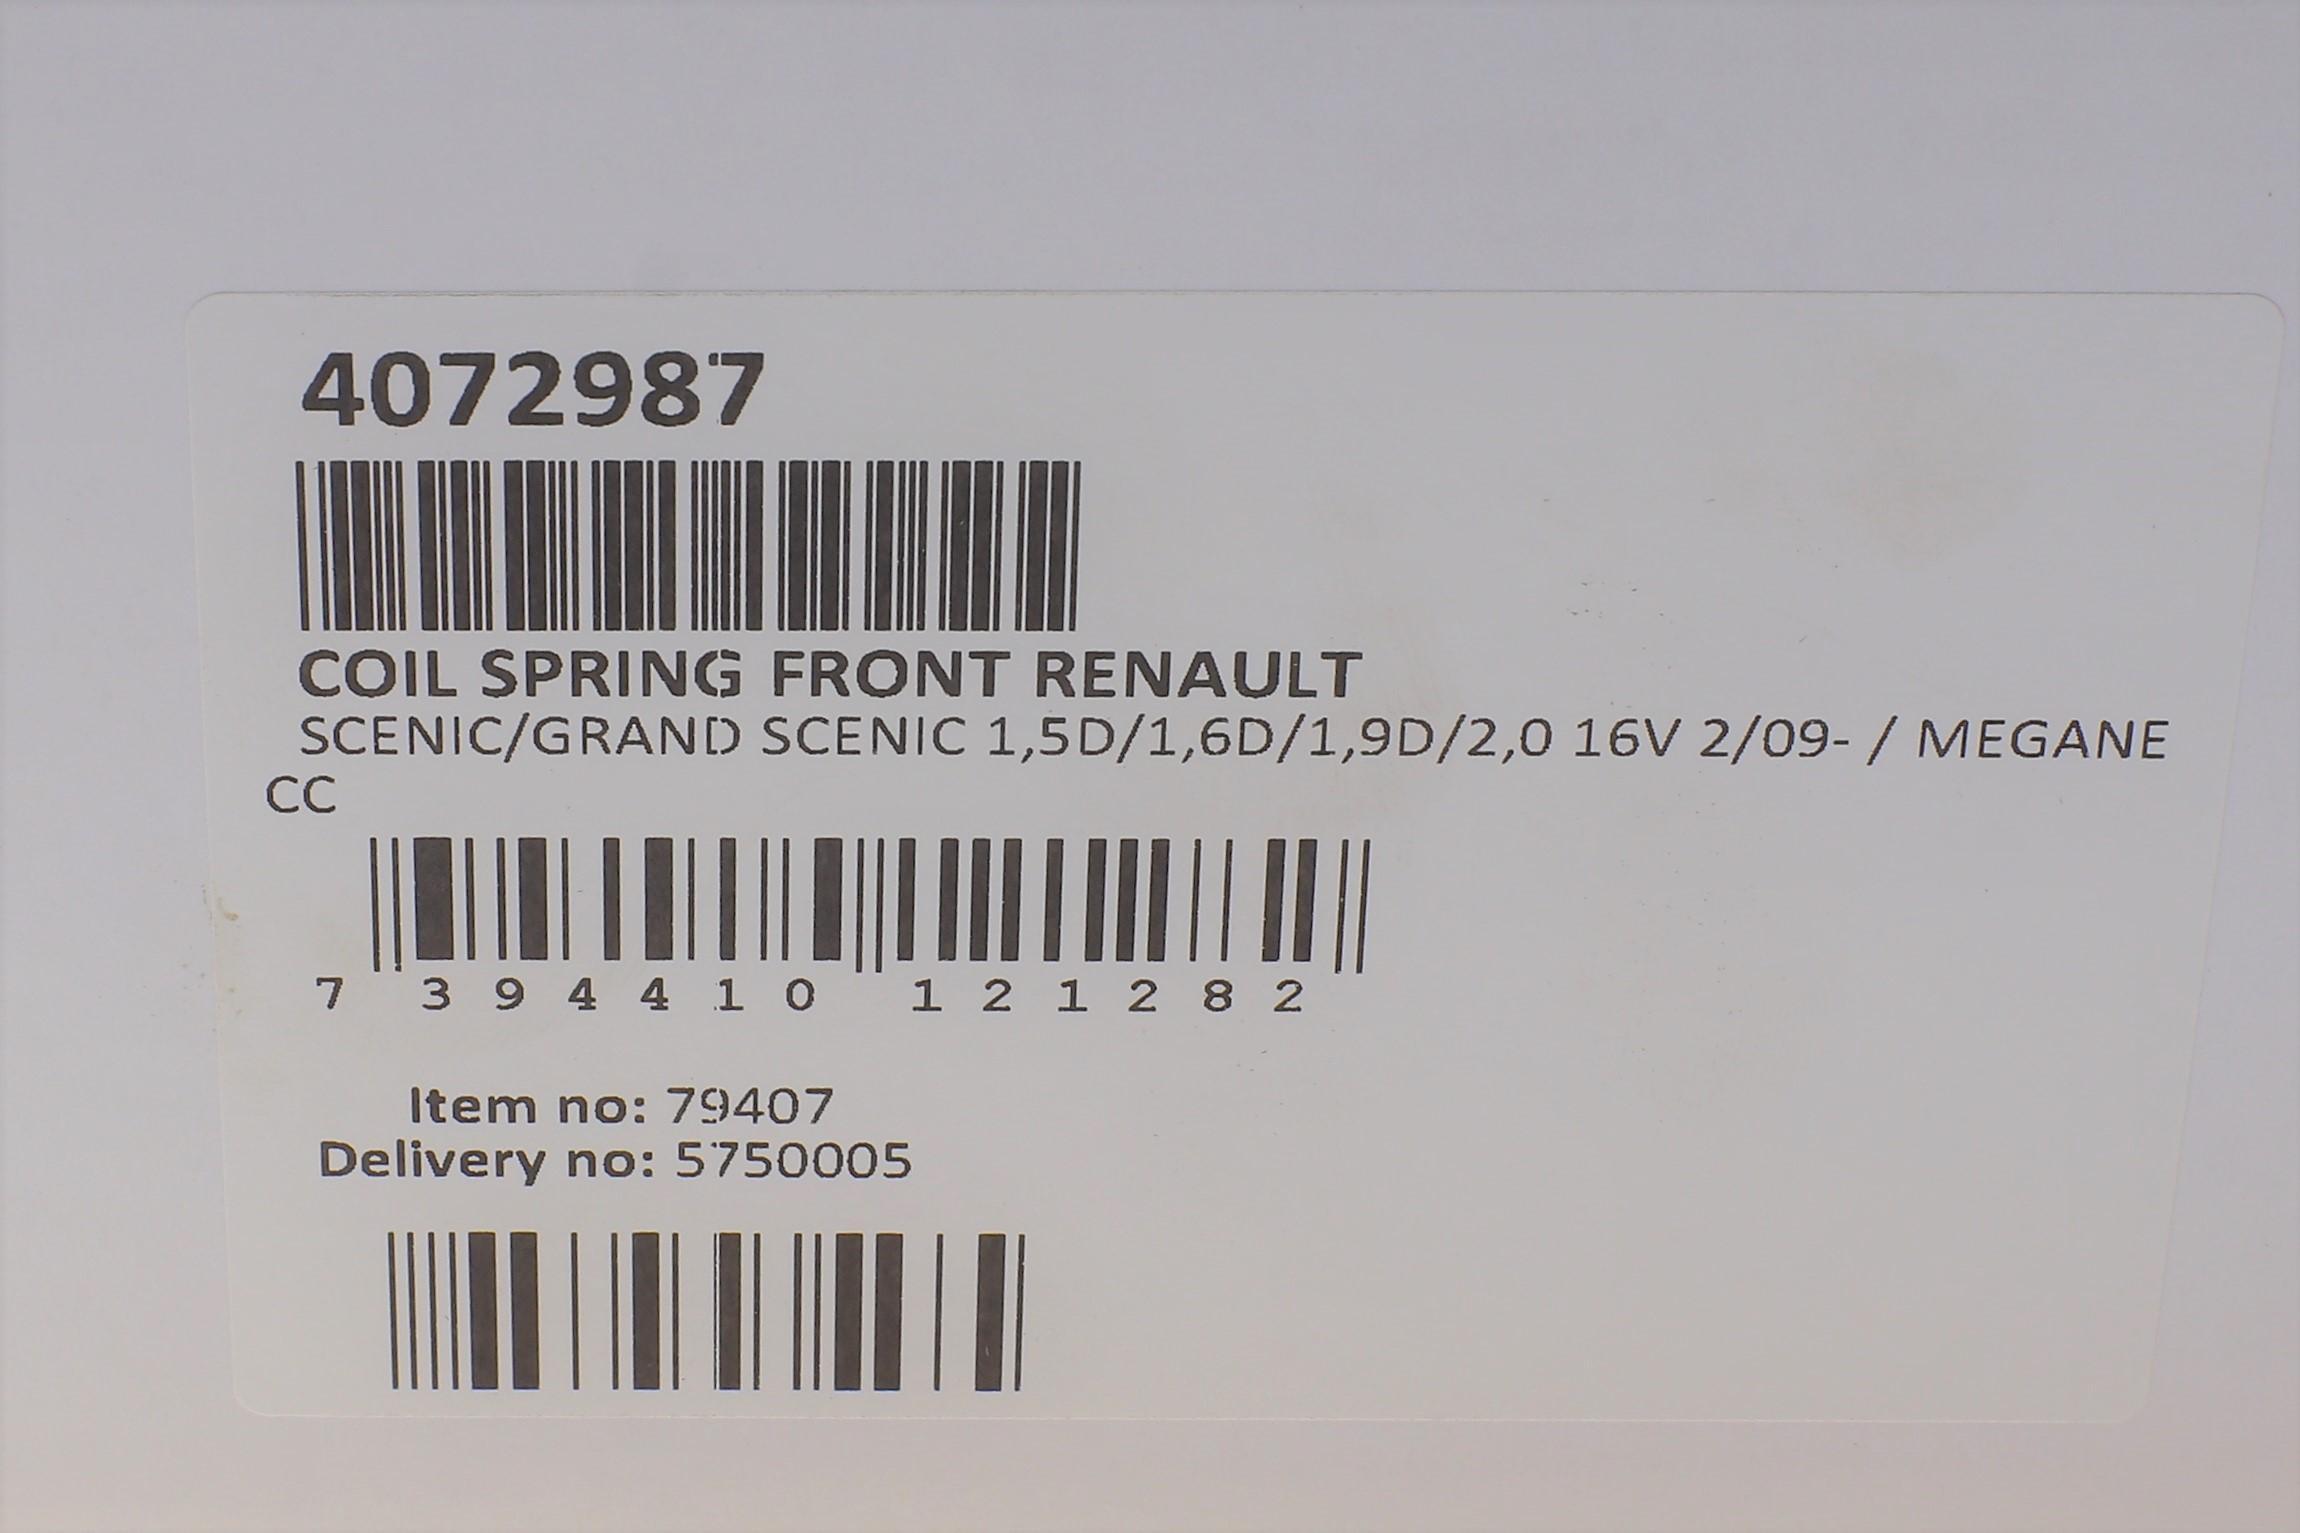 4072987
COIL SPRING FRONT RENAULT
SCENIC/GRAND SCENIC 1,5D/1,6D/1,9D/2,0 16V 2/09- / MEGANE
CC
7 394410 121282
Item no: 79407
Delivery no: 5750005